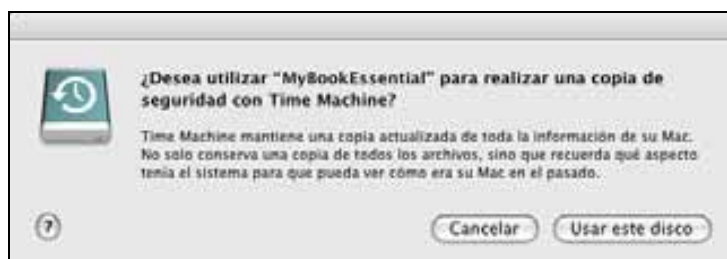 ¿Desea utilizar “MyBookEssential” para realizar una copia de
seguridad con Time Machine?
Time Machine mantiene una copia actualizada de toda la información de su Mac.
No solo conserva una copia de todos los archivos, sino que recuerda qué aspecto
tenía el sistema para que pueda ver cómo era su Mac en el pasado.
?
Cancelar
Usar este disco